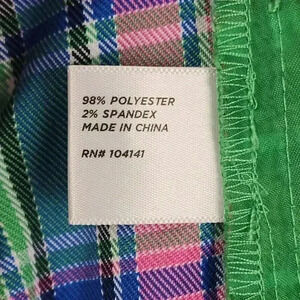 98% POLYESTER
2% SPANDEX
MADE IN CHINA
RN# 104141